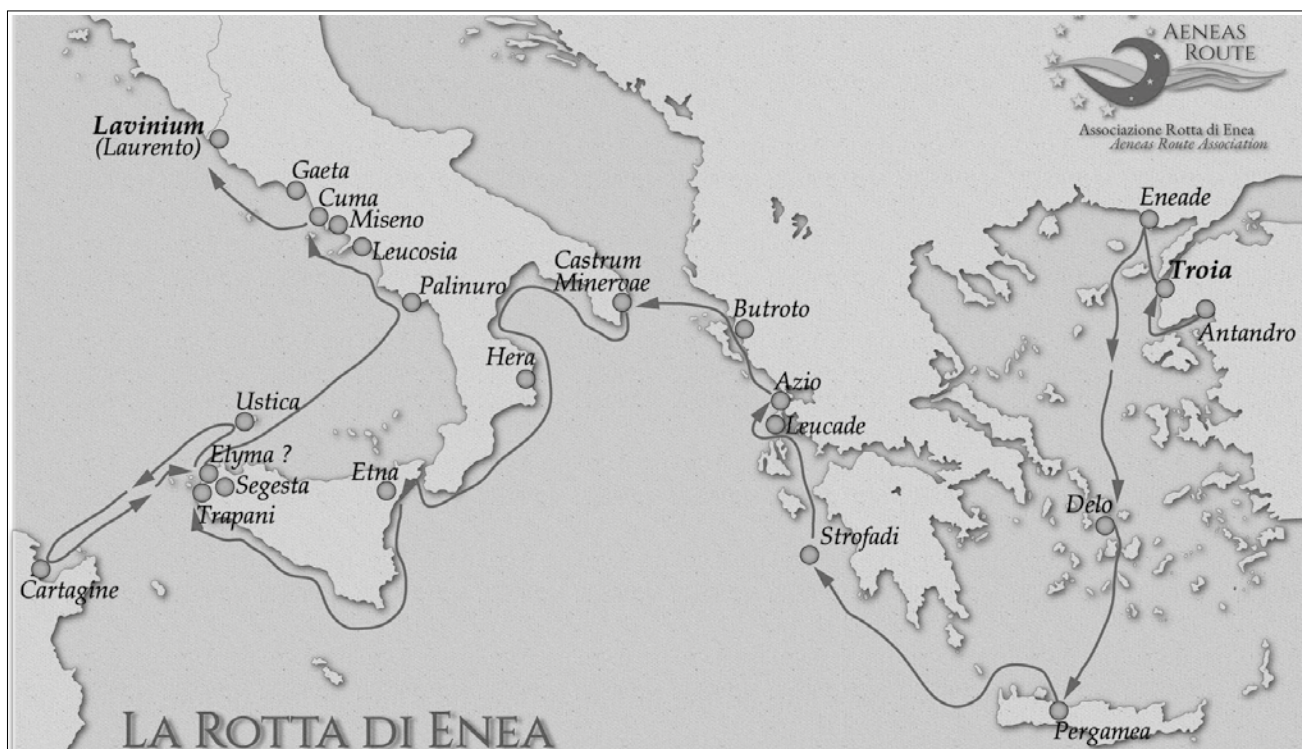 AENEAS
ROUTE
Associazione Rotta di Enea
Aeneas Route Association
Lavinium
(Laurento)
Gaeta
Cuma
Miseno
Leucosia
Palinuro
Castrum
Minervae
Butroto
Eneade
Troia
Antandro
Hera
Azio
Leucade
Ustica
Elyma ?
Segesta
Trapani
Etna
Delo
Strofadi
Cartagine
Pergamea
LA ROTTA DI ENEA